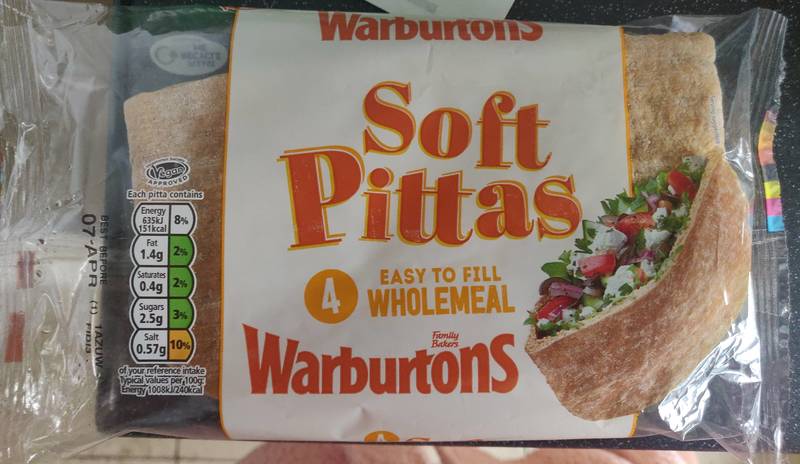 Warburtons
Soft
Pittas
4
EASY TO FILL
WHOLEMEAL
Family
Bakers
Warburtons
Vegan
APPROVED
Each pitta contains
Energy
635kJ
151kcal
8%
Fat
1.4g
2%
Saturates
0.4g
2%
Sugars
2.5g
3%
Salt
0.57g
10%
of your reference intake
Typical values per 100g:
Energy 1008kJ/240kcal
BEST BEFORE
07-APR